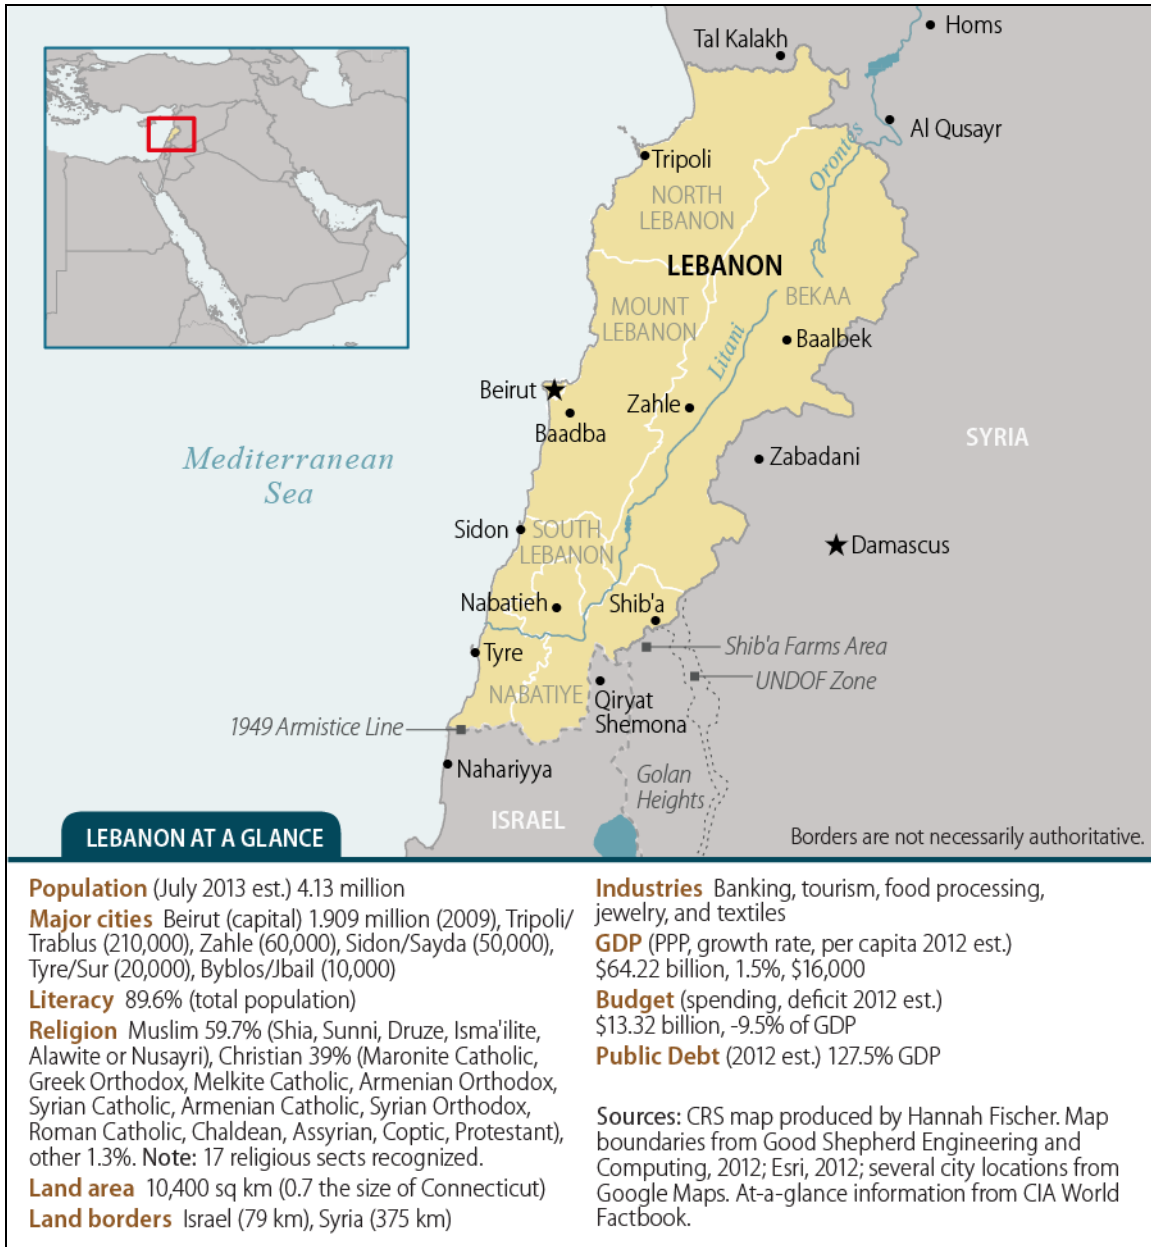 Homs
Tal Kalakh
Al Qusayr
Orontes
Tripoli
NORTH
LEBANON
LEBANON
BEKAA
MOUNT
LEBANON
Litani
Baalbek
Beirut
Zahle
Baadba
SYRIA
Mediterranean
Sea
Zabadani
Sidon
SOUTH
LEBANON
Damascus
Nabatieh
Shib'a
Shib'a Farms Area
Tyre
UNDOF Zone
NABATIYE
Qiryat
Shemona
1949 Armistice Line
Nahariyya
Golan
Heights
ISRAEL
Borders are not necessarily authoritative.
LEBANON AT A GLANCE
Population (July 2013 est.) 4.13 million
Major cities Beirut (capital) 1.909 million (2009), Tripoli/
Trablus (210,000), Zahle (60,000), Sidon/Sayda (50,000),
Tyre/Sur (20,000), Byblos/Jbail (10,000)
Literacy 89.6% (total population)
Religion Muslim 59.7% (Shia, Sunni, Druze, Isma'ilite,
Alawite or Nusayri), Christian 39% (Maronite Catholic,
Greek Orthodox, Melkite Catholic, Armenian Orthodox,
Syrian Catholic, Armenian Catholic, Syrian Orthodox,
Roman Catholic, Chaldean, Assyrian, Coptic, Protestant),
other 1.3%. Note: 17 religious sects recognized.
Land area 10,400 sq km (0.7 the size of Connecticut)
Land borders Israel (79 km), Syria (375 km)
Industries Banking, tourism, food processing,
jewelry, and textiles
GDP (PPP, growth rate, per capita 2012 est.)
$64.22 billion, 1.5%, $16,000
Budget (spending, deficit 2012 est.)
$13.32 billion, -9.5% of GDP
Public Debt (2012 est.) 127.5% GDP
Sources: CRS map produced by Hannah Fischer. Map
boundaries from Good Shepherd Engineering and
Computing, 2012; Esri, 2012; several city locations from
Google Maps. At-a-glance information from CIA World
Factbook.